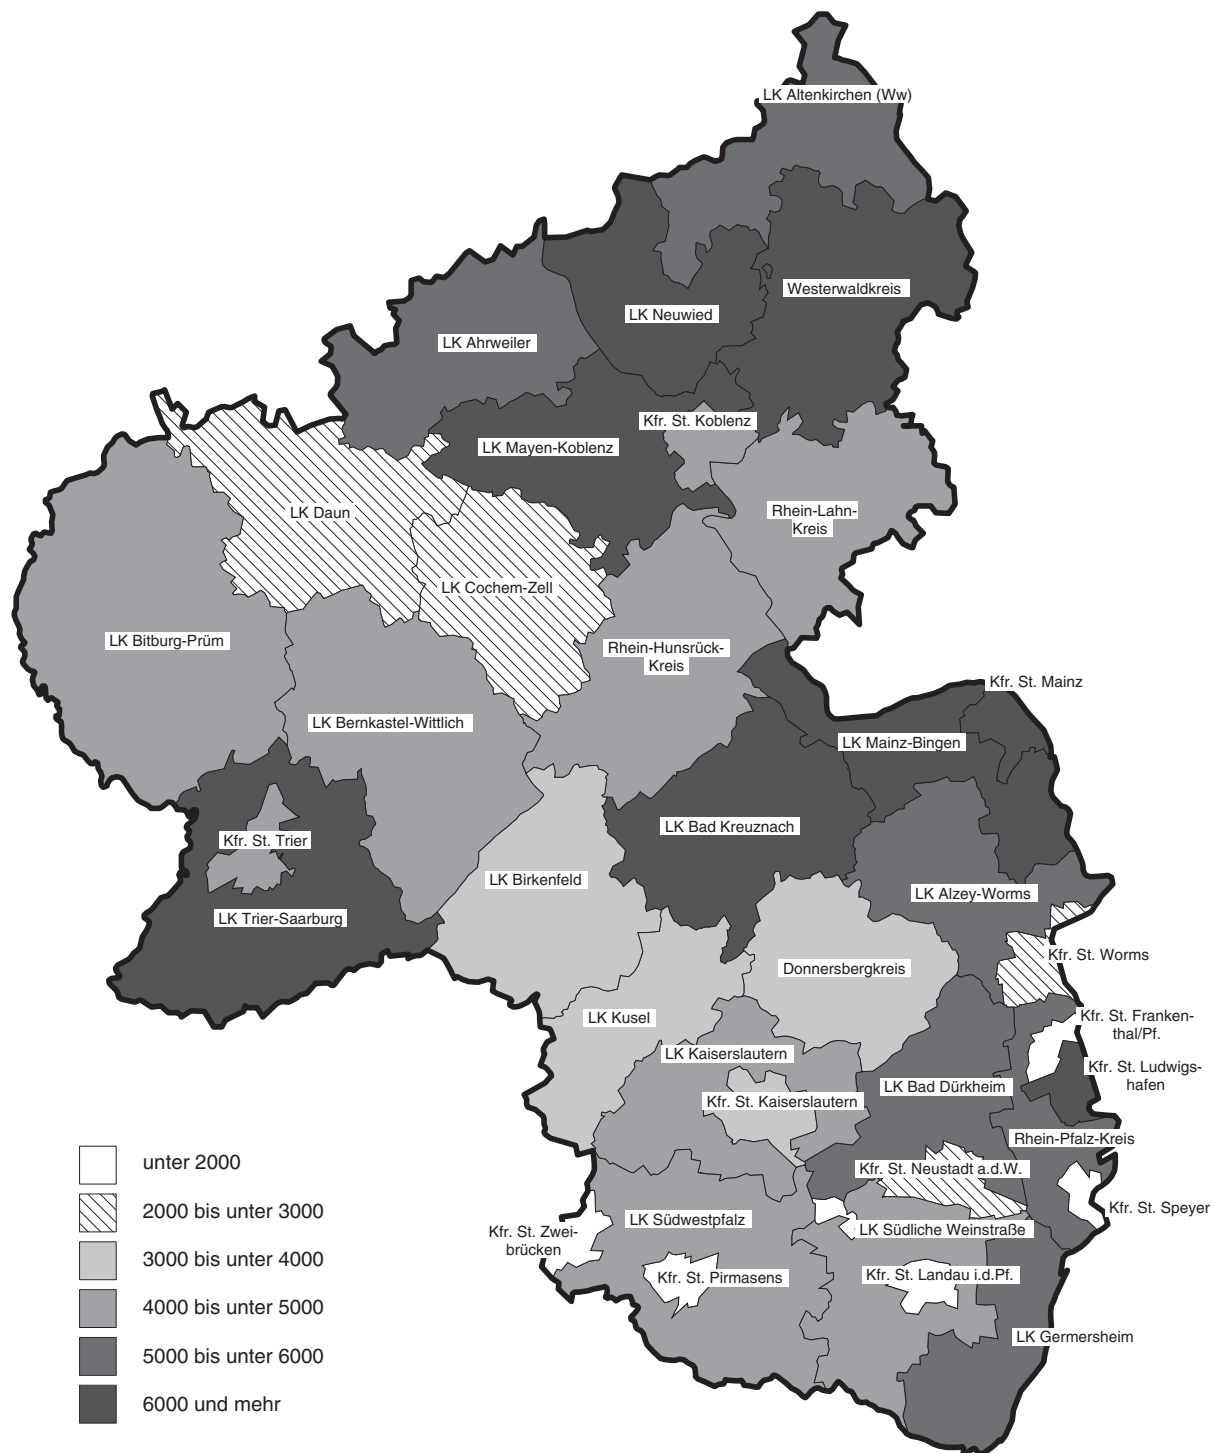 LK Altenkirchen (Ww)
Westerwaldkreis
LK Neuwied
LK Ahrweiler
Kfr. St. Koblenz
LK Mayen-Koblenz
LK Daun
Rhein-Lahn-
Kreis
LK Cochem-Zell
LK Bitburg-Prüm
Rhein-Hunsrück-
Kreis
Kfr. St. Mainz
LK Bernkastel-Wittlich
LK Mainz-Bingen
LK Bad Kreuznach
Kfr. St. Trier
LK Birkenfeld
LK Alzey-Worms
LK Trier-Saarburg
Kfr. St. Worms
Donnersbergkreis
LK Kusel
Kfr. St. Franken-
thal/Pf.
LK Kaiserslautern
Kfr. St. Ludwigs-
hafen
LK Bad Dürkheim
Kfr. St. Kaiserslautern
Rhein-Pfalz-Kreis
Kfr. St. Neustadt a.d.W.
Kfr. St. Speyer
LK Südwestpfalz
LK Südliche Weinstraße
Kfr. St. Zwei-
brücken
Kfr. St. Pirmasens
Kfr. St. Landau i.d.Pf.
LK Germersheim
unter 2000
2000 bis unter 3000
3000 bis unter 4000
4000 bis unter 5000
5000 bis unter 6000
6000 und mehr